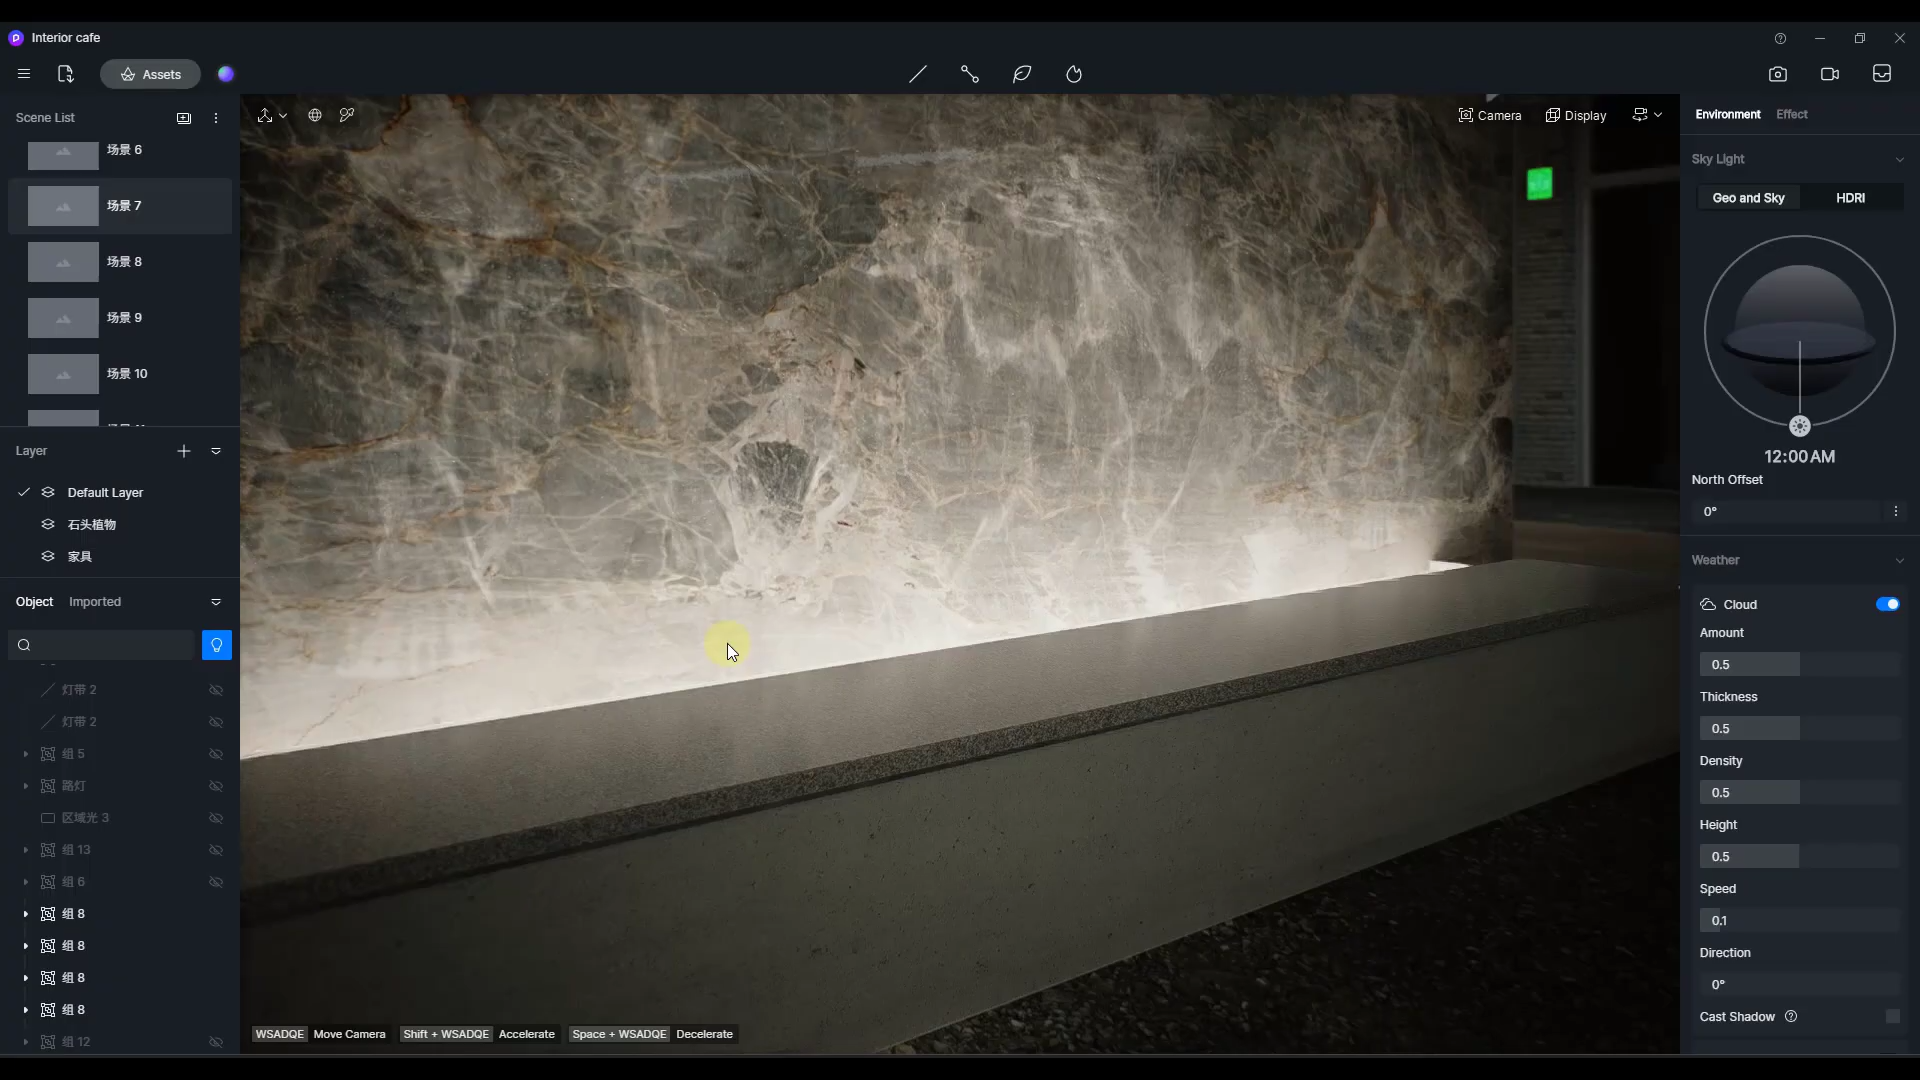 Interior cafe
Assets
Scene List
场景 6
场景 7
场景 8
场景 9
场景 10
Layer
Default Layer
石头植物
家具
Object Imported
灯带 2
灯带 2
组 5
路灯
区域光 3
组 13
组 6
组 8
组 8
组 8
组 8
组 12
Camera Display
WSADQE Move Camera Shift + WSADQE Accelerate Space + WSADQE Decelerate
Environment Effect
Sky Light
Geo and Sky HDRI
12:00 AM
North Offset
0°
Weather
Cloud
Amount
0.5
Thickness
0.5
Density
0.5
Height
0.5
Speed
0.1
Direction
0°
Cast Shadow